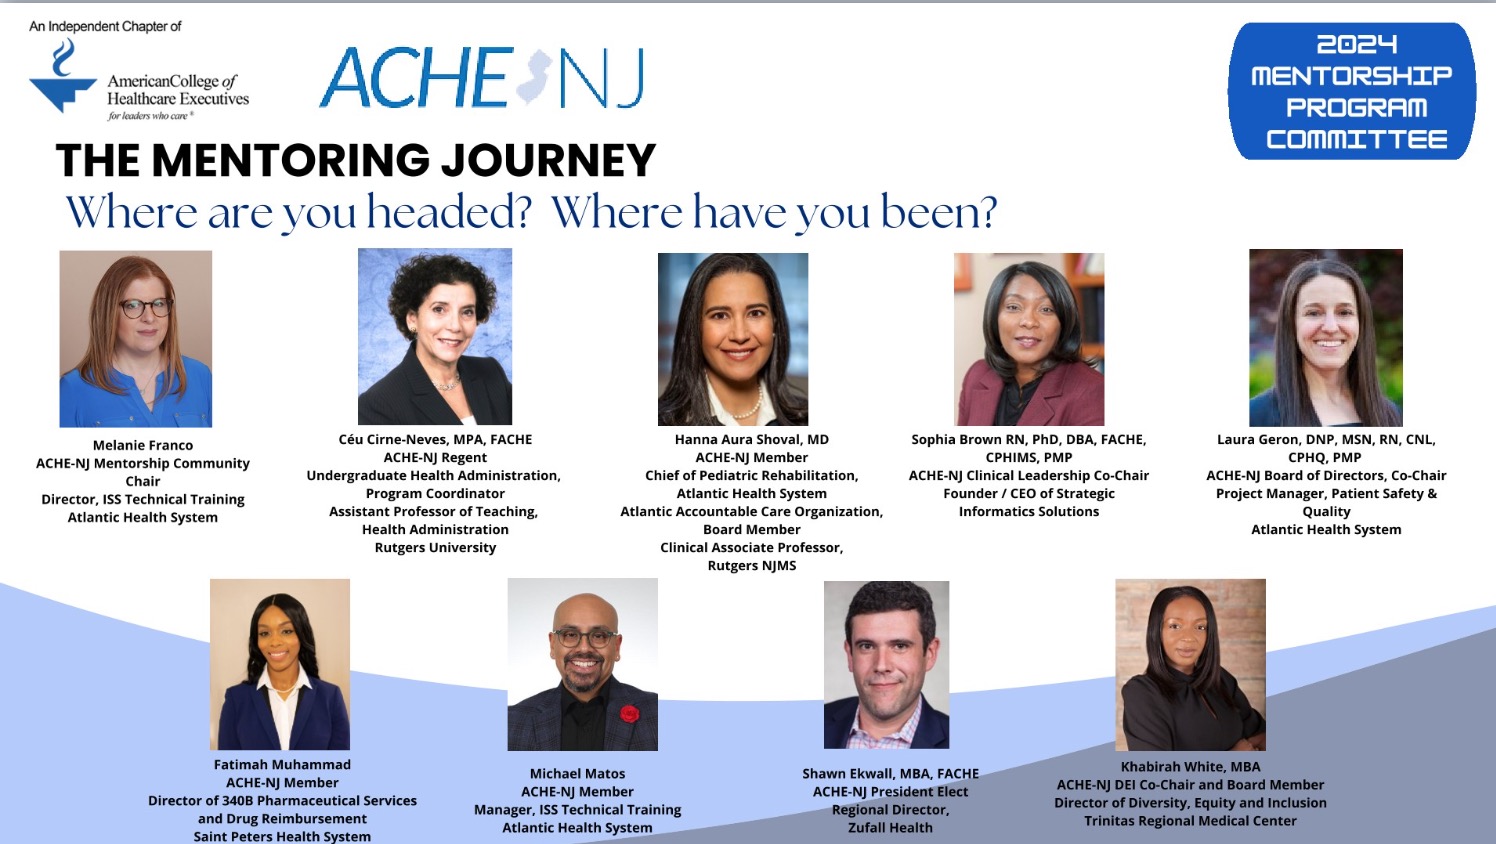 An Independent Chapter of
AmericanCollege of
Healthcare Executives
for leaders who care®
ACHE NJ
2024
MENTORSHIP
PROGRAM
COMMITTEE
THE MENTORING JOURNEY
Where are you headed? Where have you been?
Melanie Franco
ACHE-NJ Mentorship Community
Chair
Director, ISS Technical Training
Atlantic Health System
Céu Cirne-Neves, MPA, FACHE
ACHE-NJ Regent
Undergraduate Health Administration,
Program Coordinator
Assistant Professor of Teaching,
Health Administration
Rutgers University
Hanna Aura Shoval, MD
ACHE-NJ Member
Chief of Pediatric Rehabilitation,
Atlantic Health System
Atlantic Accountable Care Organization,
Board Member
Clinical Associate Professor,
Rutgers NJMS
Sophia Brown RN, PhD, DBA, FACHE,
CPHIMS, PMP
ACHE-NJ Clinical Leadership Co-Chair
Founder / CEO of Strategic
Informatics Solutions
Laura Geron, DNP, MSN, RN, CNL,
CPHQ, PMP
ACHE-NJ Board of Directors, Co-Chair
Project Manager, Patient Safety &
Quality
Atlantic Health System
Fatimah Muhammad
ACHE-NJ Member
Director of 340B Pharmaceutical Services
and Drug Reimbursement
Saint Peters Health System
Michael Matos
ACHE-NJ Member
Manager, ISS Technical Training
Atlantic Health System
Shawn Ekwall, MBA, FACHE
ACHE-NJ President Elect
Regional Director,
Zufall Health
Khabirah White, MBA
ACHE-NJ DEI Co-Chair and Board Member
Director of Diversity, Equity and Inclusion
Trinitas Regional Medical Center